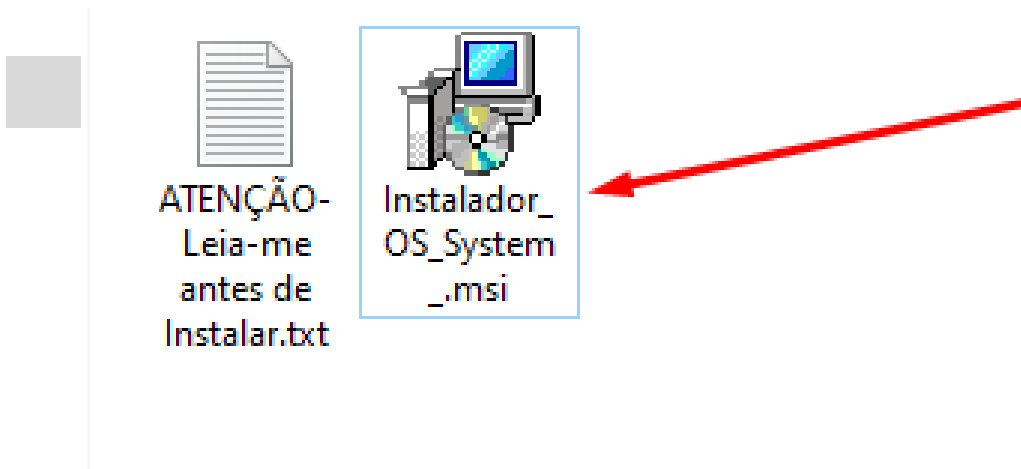 ATENÇÃO-
Leia-me
antes de
Instalar.txt
Instalador_
OS_System
_.msi